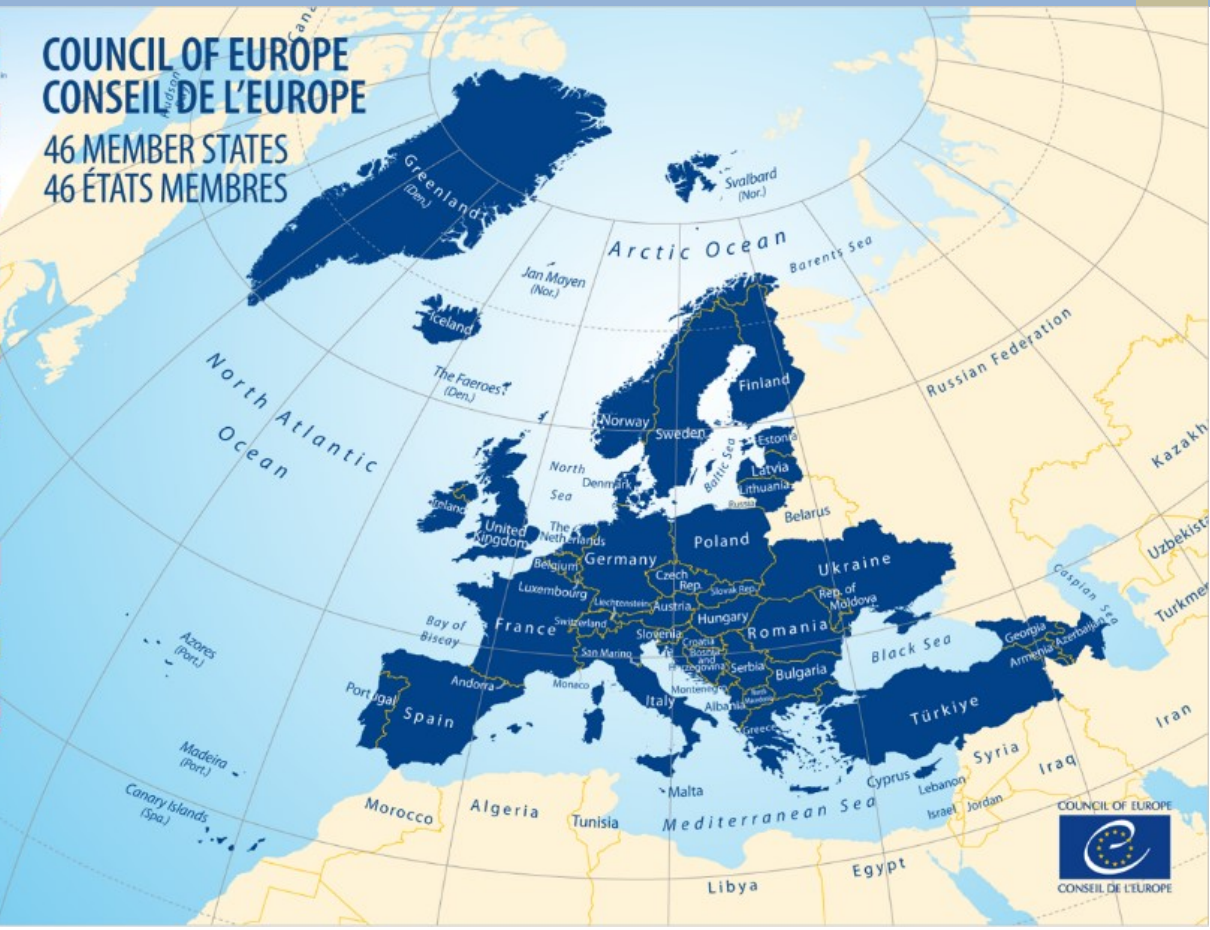 COUNCIL OF EUROPE
CONSEIL DE L'EUROPE
46 MEMBER STATES
46 ÉTATS MEMBRES
Hudson
Greenland
(Den.)
Svalbard
(Nor.)
Arctic Ocean
Barents Sea
Jan Mayen
(Nor.)
Iceland
The Faeroes
(Den.)
North Atlantic
Ocean
Russian Federation
Finland
Norway
Sweden
Estonia
Baltic Sea
Latvia
Lithuania
Russia
Belarus
Kazakh
Uzbekista
Turkmen
Caspian Sea
North
Sea
Denmark
Ireland
United
Kingdom
The
Netherlands
Belgium
Germany
Poland
Ukraine
Luxembourg
Czech
Rep.
Slovak Rep.
Rep. of
Moldova
Liechtenstein
Austria
Hungary
Bay of
Biscay
France
Switzerland
Slovenia
Romania
Croatia
San Marino
Bosnia
and
Herzegovina
Serbia
Bulgaria
Black Sea
Georgia
Azerbaijan
Armenia
Azores
(Port.)
Andorra
Monaco
Montenegro
North
Macedonia
Italy
Albania
Portugal
Spain
Greece
Türkiye
Iran
Madeira
(Port.)
Canary Islands
(Spa.)
Malta
Cyprus
Syria
Iraq
Lebanon
Israel
Jordan
Morocco
Algeria
Tunisia
Mediterranean Sea
Libya
Egypt
COUNCIL OF EUROPE
CONSEIL DE L'EUROPE